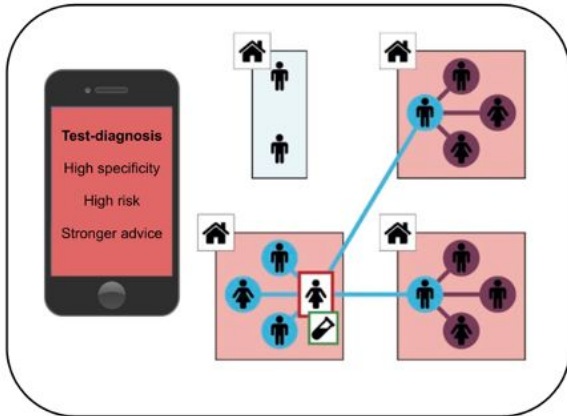 Test-diagnosis
High specificity
High risk
Stronger advice